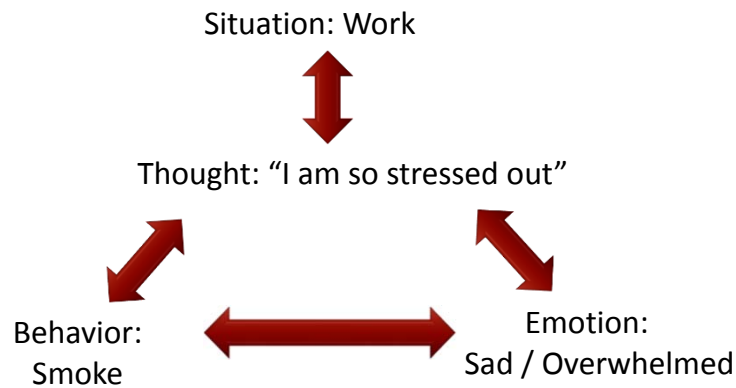 Situation: Work
Thought: “I am so stressed out”
Behavior:
Smoke
Emotion:
Sad / Overwhelmed